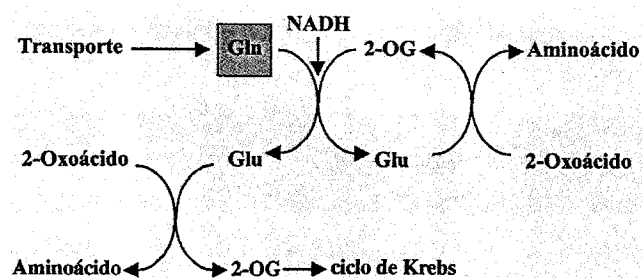 NADH
Transporte Gln 2-OG Aminoácido
2-Oxoácido Glu Glu 2-Oxoácido
Aminoácido 2-OG ciclo de Krebs